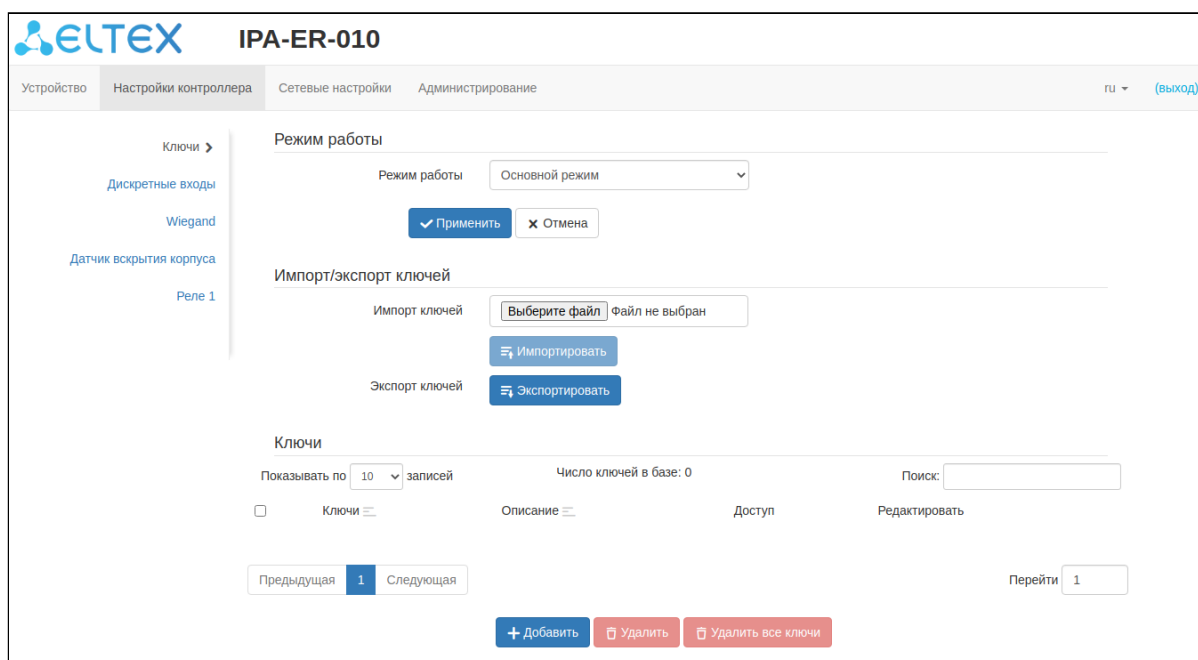 ELTEX IPA-ER-010
Устройство Настройки контроллера Сетевые настройки Администрирование ru (выход)
Ключи
Дискретные входы
Wiegand
Датчик вскрытия корпуса
Реле 1
Режим работы
Режим работы Основной режим
Применить Отмена
Импорт/экспорт ключей
Импорт ключей Выберите файл Файл не выбран
Импортировать
Экспорт ключей Экспортировать
Ключи
Показывать по 10 записей Число ключей в базе: 0 Поиск:
Ключи Описание Доступ Редактировать
Предыдущая 1 Следующая Перейти 1
Добавить Удалить Удалить все ключи